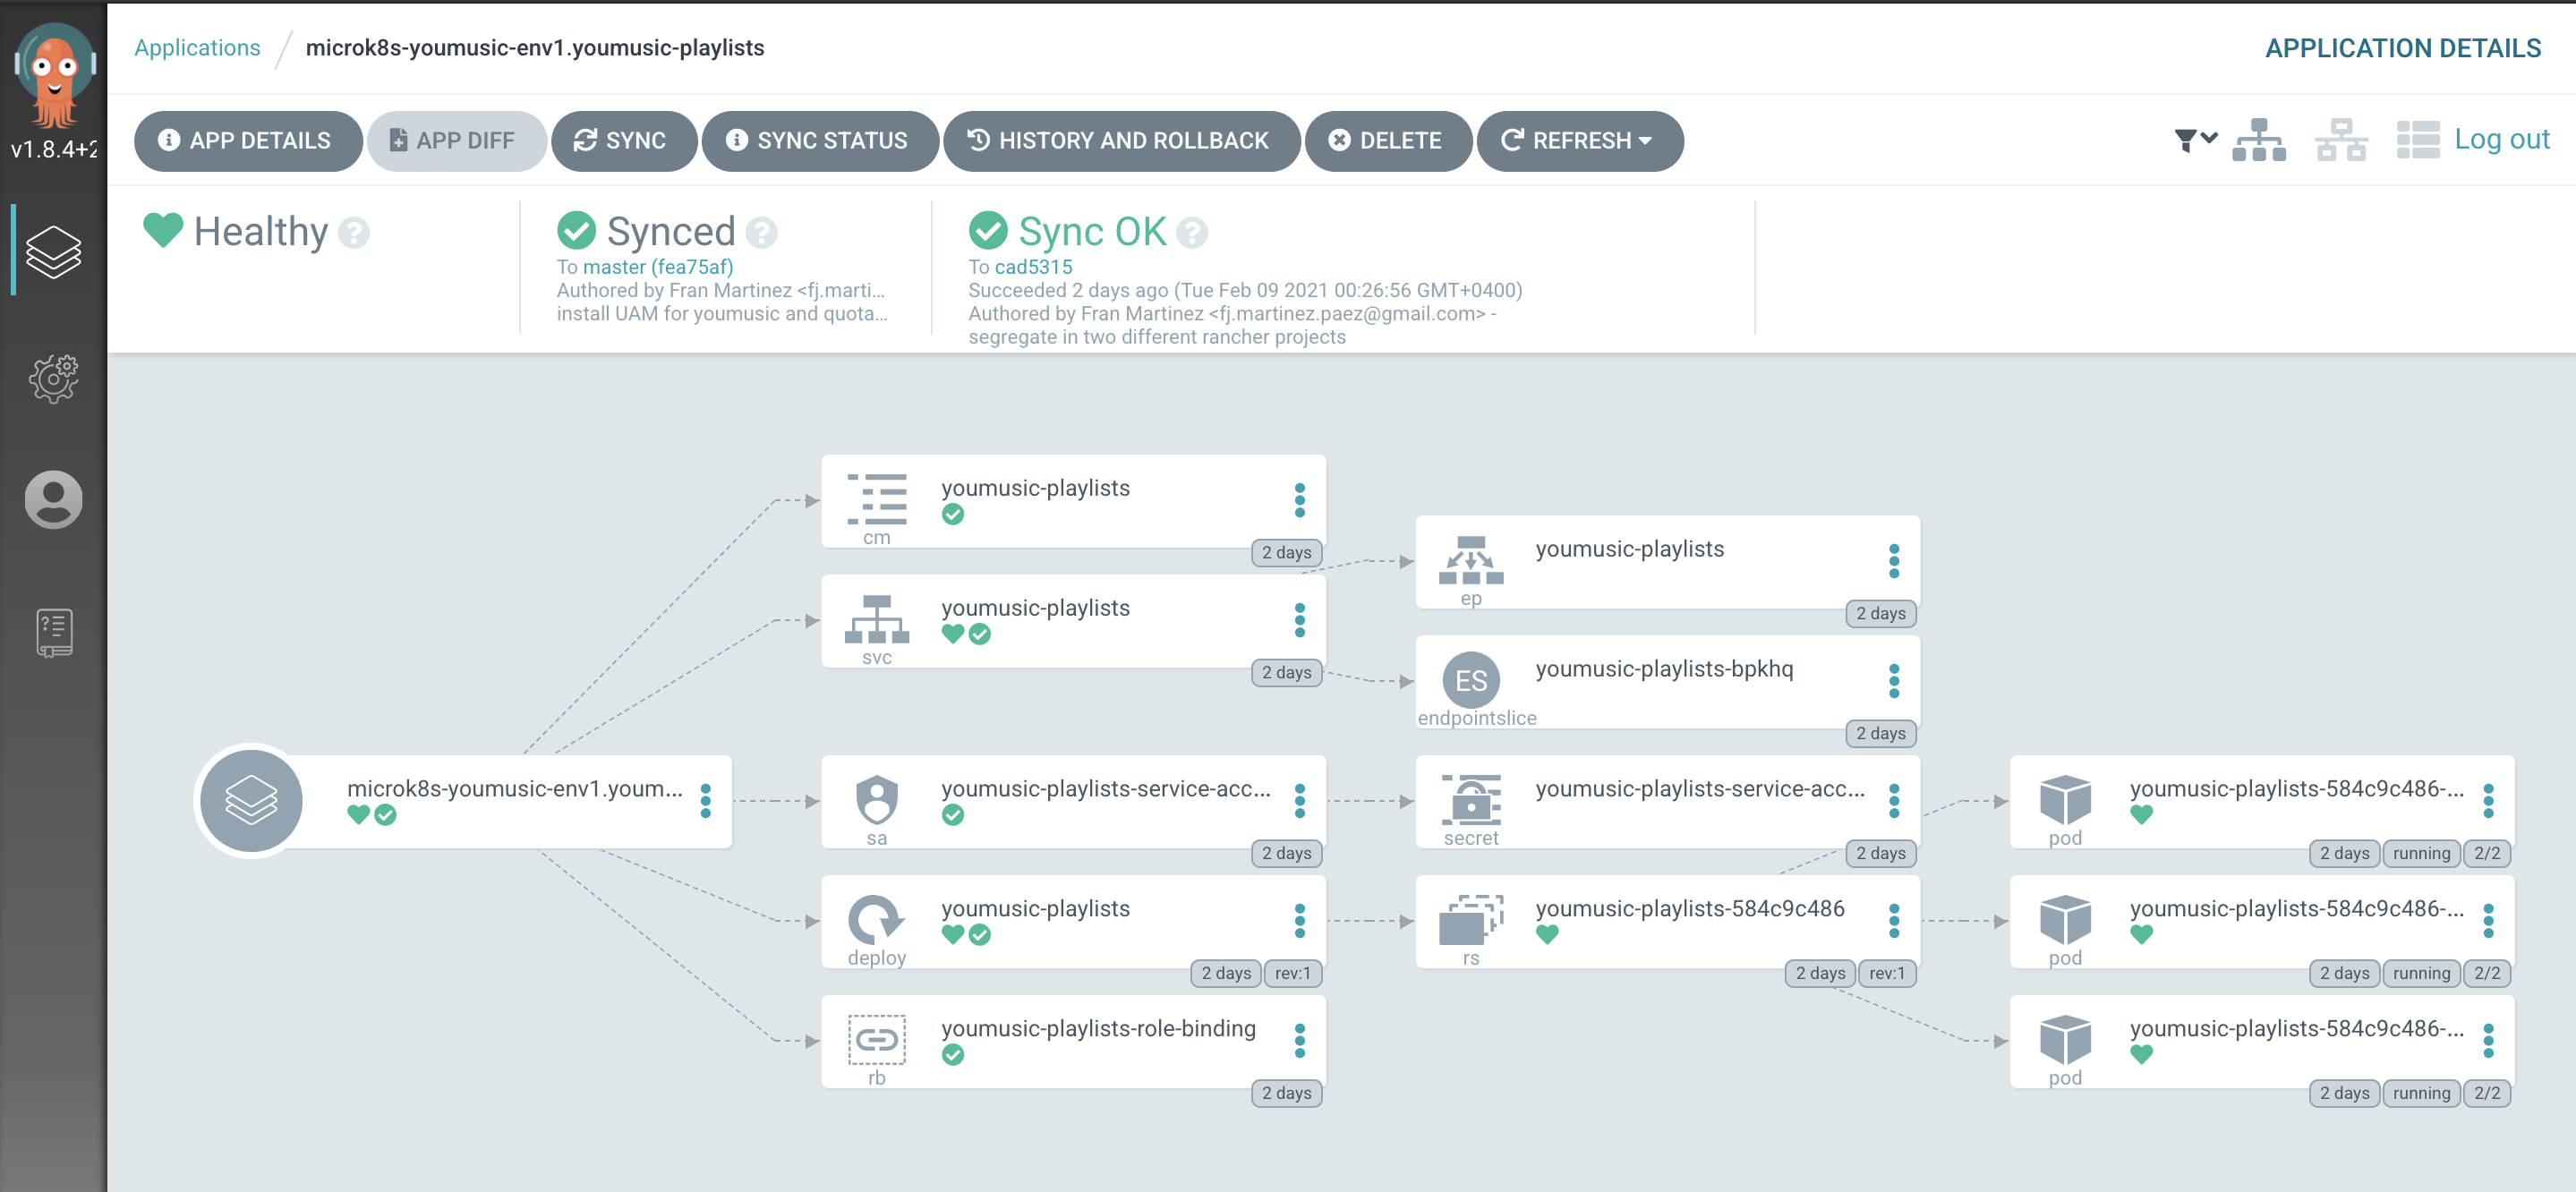 Applications / microk8s-youmusic-env1.youmusic-playlists
APPLICATION DETAILS
v1.8.4+2
APP DETAILS
APP DIFF
SYNC
SYNC STATUS
HISTORY AND ROLLBACK
DELETE
REFRESH
Log out
Healthy ?
Synced ?
To master (fea75af)
Authored by Fran Martinez <fj.marti...
install UAM for youmusic and quota...
Sync OK ?
To cad5315
Succeeded 2 days ago (Tue Feb 09 2021 00:26:56 GMT+0400)
Authored by Fran Martinez <fj.martinez.paez@gmail.com> -
segregate in two different rancher projects
microk8s-youmusic-env1.youm...
youmusic-playlists
cm
2 days
youmusic-playlists
svc
2 days
youmusic-playlists-service-acc...
sa
2 days
youmusic-playlists
deploy
2 days
rev:1
youmusic-playlists-role-binding
rb
2 days
youmusic-playlists
ep
2 days
ES
youmusic-playlists-bpkhq
endpointslice
2 days
youmusic-playlists-service-acc...
secret
2 days
youmusic-playlists-584c9c486
rs
2 days
rev:1
youmusic-playlists-584c9c486-...
pod
2 days
running
2/2
youmusic-playlists-584c9c486-...
pod
2 days
running
2/2
youmusic-playlists-584c9c486-...
pod
2 days
running
2/2